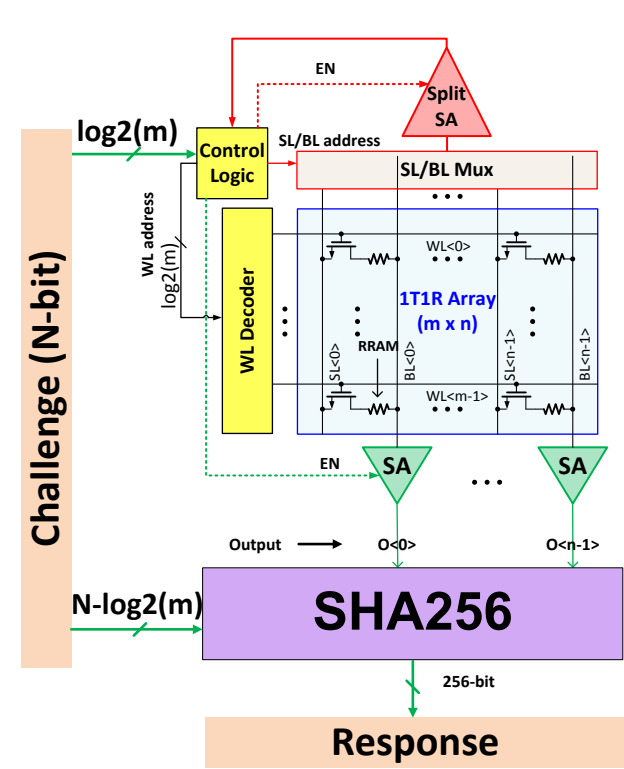 EN
Split
SA
log2(m)
Control
Logic
SL/BL address
SL/BL Mux
• • •
WL address
log2(m)
WL Decoder
WL<0>
• • •
1T1R Array
(m x n)
• • •
• • •
• • •
RRAM
SL<0>
BL<0>
SL<n-1>
BL<n-1>
WL<m-1>
• • •
Challenge (N-bit)
EN
SA
• • •
SA
Output
O<0>
O<n-1>
N-log2(m)
SHA256
256-bit
Response